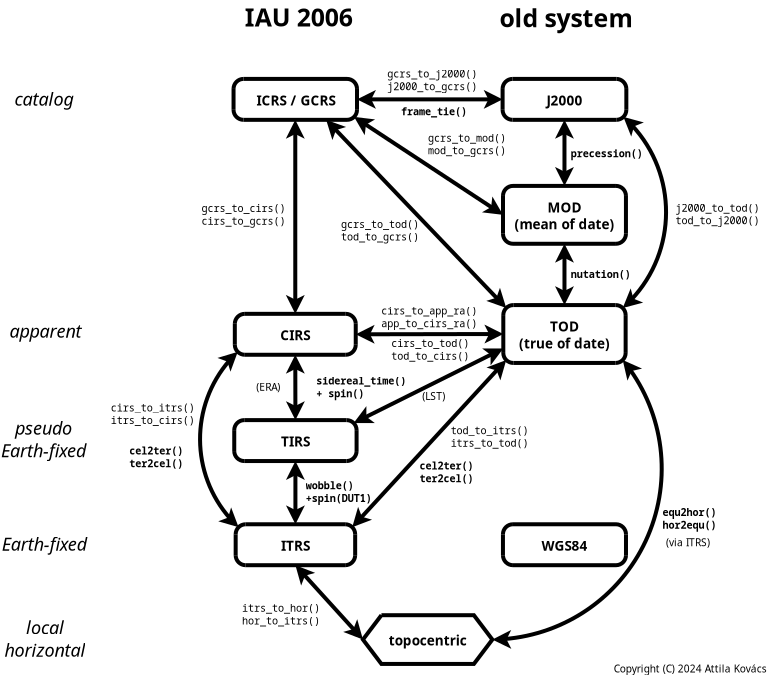 IAU 2006
old system
catalog
ICRS / GCRS
gcrs_to_j2000()
j2000_to_gcrs()
frame_tie()
J2000
gcrs_to_mod()
mod_to_gcrs()
precession()
MOD
(mean of date)
gcrs_to_cirs()
cirs_to_gcrs()
gcrs_to_tod()
tod_to_gcrs()
j2000_to_tod()
tod_to_j2000()
nutation()
apparent
CIRS
cirs_to_app_ra()
app_to_cirs_ra()
cirs_to_tod()
tod_to_cirs()
TOD
(true of date)
(ERA)
sidereal_time()
+ spin()
(LST)
cirs_to_itrs()
itrs_to_cirs()
cel2ter()
ter2cel()
pseudo
Earth-fixed
TIRS
tod_to_itrs()
itrs_to_tod()
cel2ter()
ter2cel()
wobble()
+spin(DUT1)
Earth-fixed
ITRS
WGS84
equ2hor()
hor2equ()
(via ITRS)
itrs_to_hor()
hor_to_itrs()
local
horizontal
topocentric
Copyright (C) 2024 Attila Kovács